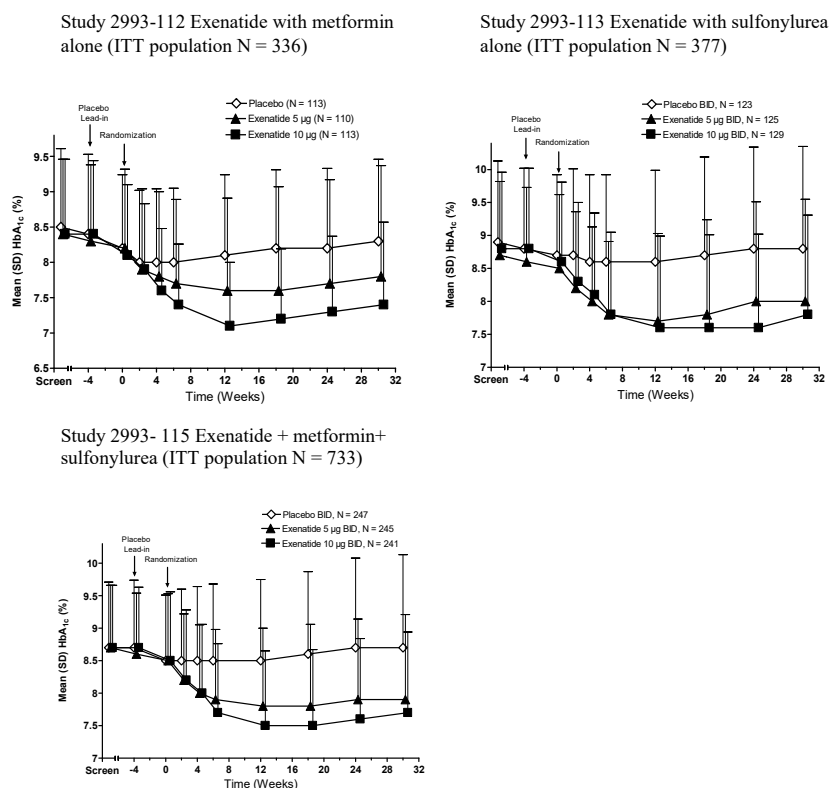 Study 2993-112 Exenatide with metformin
alone (ITT population N = 336)
Placebo
Lead-in
Randomization
Placebo (N = 113)
Exenatide 5 µg (N = 110)
Exenatide 10 µg (N = 113)
Mean (SD) HbA1c (%)
9.5
9
8.5
8
7.5
7
6.5
Screen -4 0 4 8 12 16 20 24 28 32
Time (Weeks)
Study 2993-113 Exenatide with sulfonylurea
alone (ITT population N = 377)
Placebo
Lead-in
Randomization
Placebo BID, N = 123
Exenatide 5 µg BID, N = 125
Exenatide 10 µg BID, N = 129
Mean (SD) HbA1c (%)
10
9.5
9
8.5
8
7.5
7
Screen -4 0 4 8 12 16 20 24 28 32
Time (Weeks)
Study 2993- 115 Exenatide + metformin+
sulfonylurea (ITT population N = 733)
Placebo
Lead-in
Randomization
Placebo BID, N = 247
Exenatide 5 µg BID, N = 245
Exenatide 10 µg BID, N = 241
Mean (SD) HbA1c (%)
10
9.5
9
8.5
8
7.5
7
Screen -4 0 4 8 12 16 20 24 28 32
Time (Weeks)